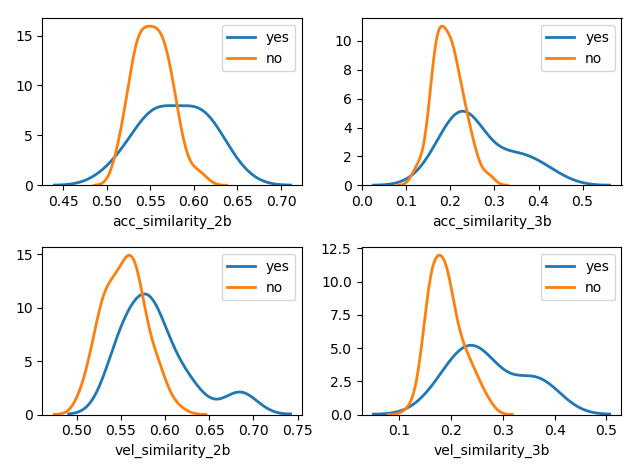 15
10
5
0
0.45 0.50 0.55 0.60 0.65 0.70
acc_similarity_2b
yes
no
10
8
6
4
2
0
0.0 0.1 0.2 0.3 0.4 0.5
acc_similarity_3b
yes
no
15
10
5
0
0.50 0.55 0.60 0.65 0.70 0.75
vel_similarity_2b
yes
no
12.5
10.0
7.5
5.0
2.5
0.0
0.1 0.2 0.3 0.4 0.5
vel_similarity_3b
yes
no